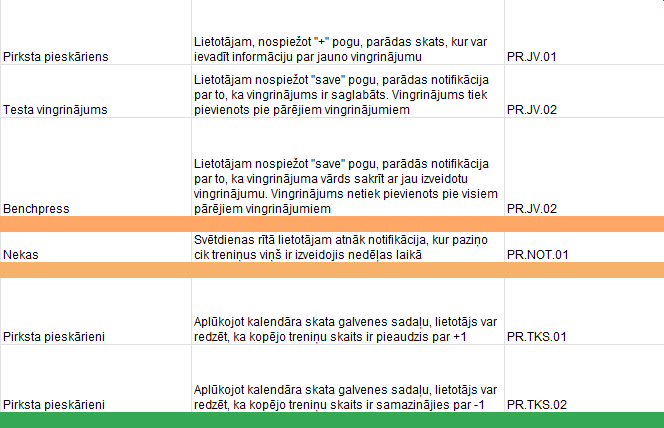 Lietotājam, nospiežot "+" pogu, parādas skats, kur var
Pirksta pieskāriens ievadīt informāciju par jauno vingrinājumu PR.JV.01
Lietotājam nospiežot "save" pogu, parādas notifikācija
par to, ka vingrinājums ir saglabāts. Vingrinājums tiek
Testa vingrinājums pievienots pie pārējiem vingrinājumiem PR.JV.02
Lietotājam nospiežot "save" pogu, parādās notifikācija
par to, ka vingrinājuma vārds sakrīt ar jau izveidotu
vingrinājumu. Vingrinājums netiek pievienots pie visiem
Benchpress pārējiem vingrinājumiem PR.JV.02
Svētdienas rītā lietotājam atnāk notifikācija, kur paziņo
Nekas cik treniņus viņš ir izveidojis nedēļas laikā PR.NOT.01
Aplūkojot kalendāra skata galvenes sadaļu, lietotājs var
Pirksta pieskārieni redzēt, ka kopējo treniņu skaits ir pieaudzis par +1 PR.TKS.01
Aplūkojot kalendāra skata galvenes sadaļu, lietotājs var
Pirksta pieskārieni redzēt, ka kopējo treniņu skaits ir samazinājies par -1 PR.TKS.02